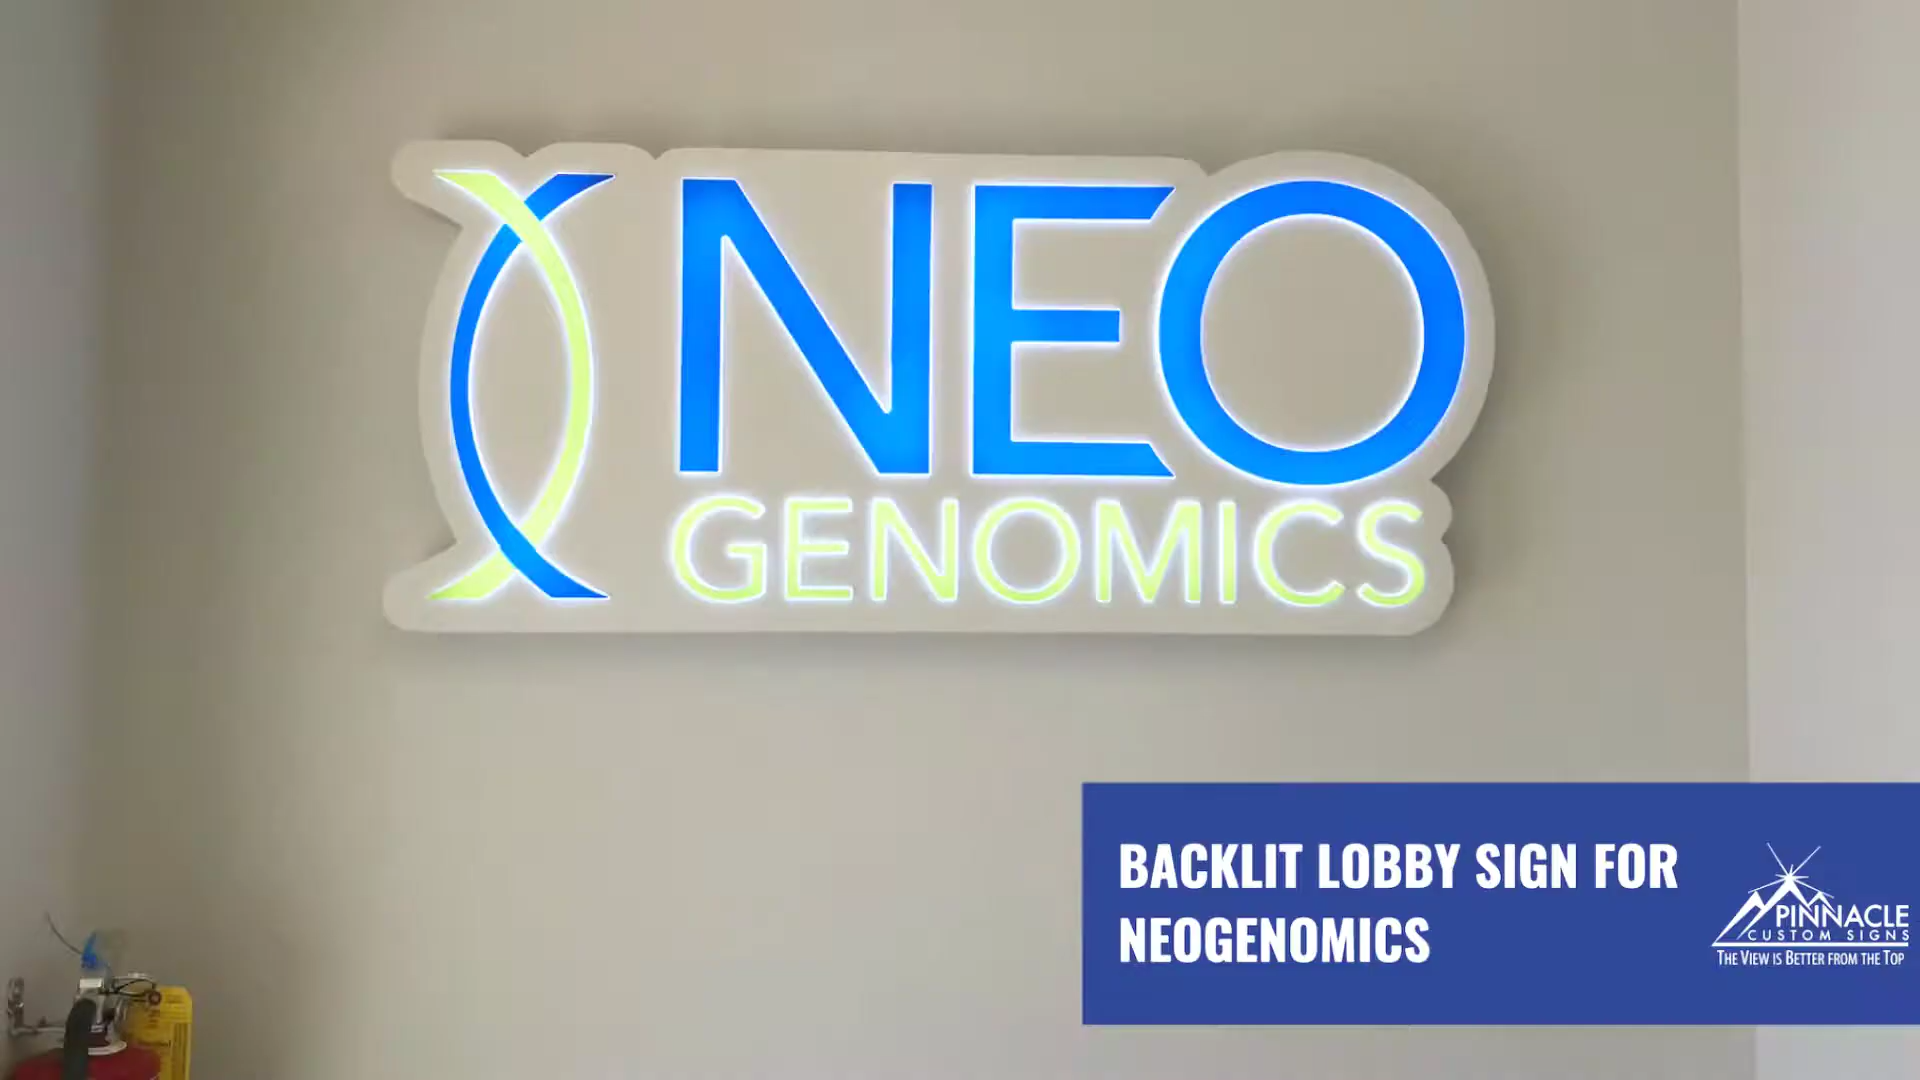 NEO
GENOMICS
BACKLIT LOBBY SIGN FOR
NEOGENOMICS
PINNACLE
CUSTOM SIGNS
THE VIEW IS BETTER FROM THE TOP